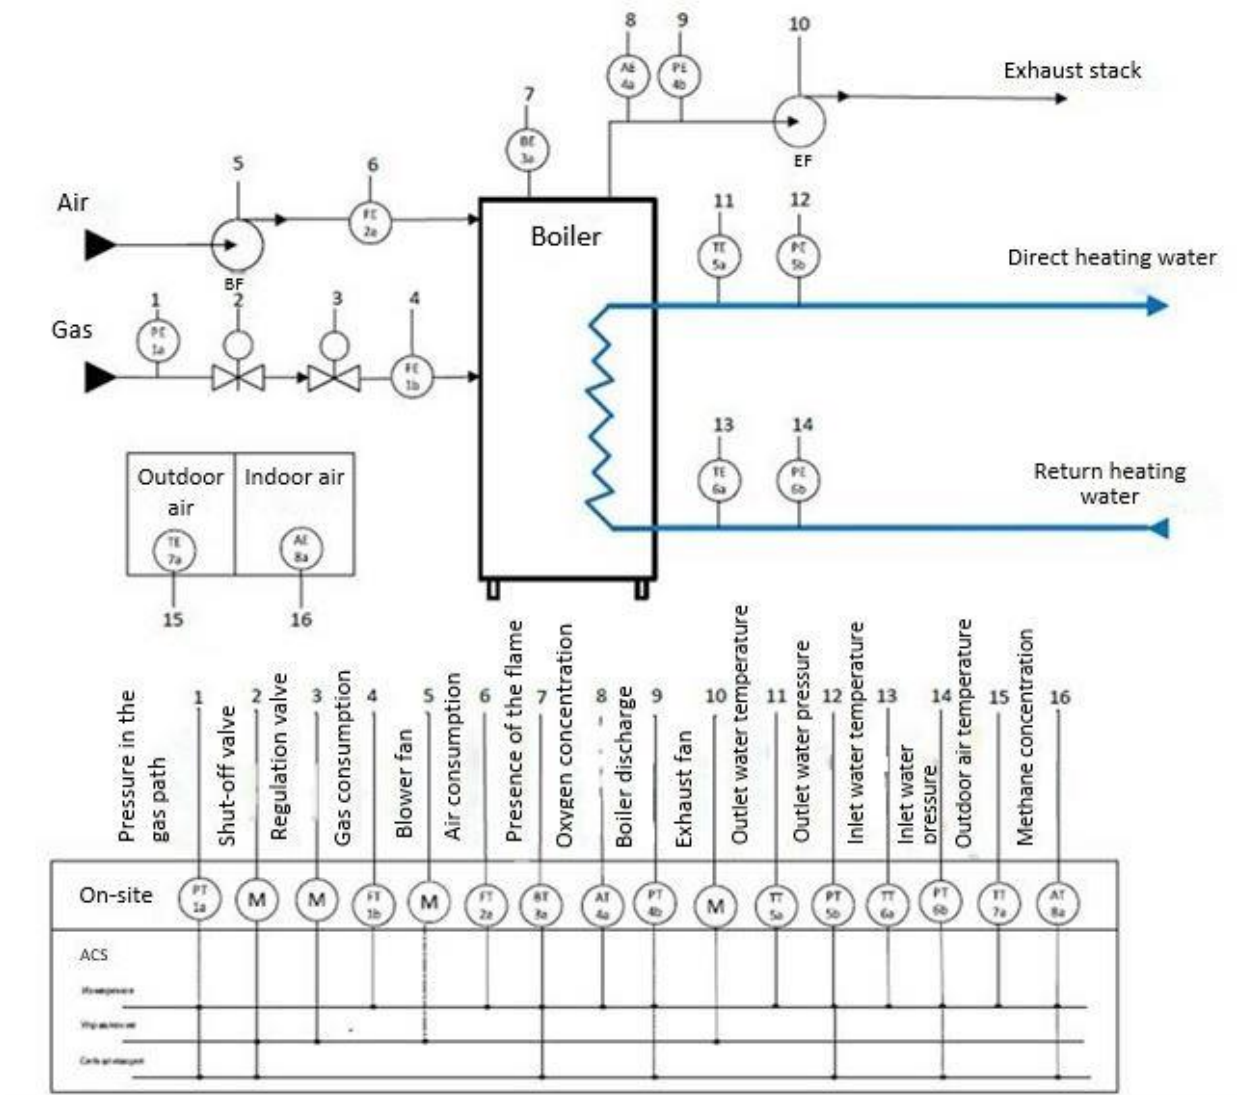 8
9
10
AE
4a
PE
4b
Exhaust stack
EF
7
BE
3a
5
6
Air
FE
2a
BF
Boiler
11
12
TE
5a
PE
5b
Direct heating water
1
2
3
4
Gas
PE
1a
FE
1b
13
14
TE
6a
PE
6b
Return heating
water
Outdoor
air
Indoor air
TE
7a
AE
8a
15
16
Pressure in the
gas path
1
Shut-off valve
2
Regulation valve
3
Gas consumption
4
Blower fan
5
Air consumption
6
Presence of the flame
7
Oxygen concentration
8
Boiler discharge
9
Exhaust fan
10
Outlet water temperature
11
Outlet water pressure
12
Inlet water temperature
13
Inlet water
pressure
14
Outdoor air temperature
15
Methane concentration
16
On-site
PT
1a
M
M
FT
1b
M
FT
2a
BT
3a
AT
4a
PT
4b
M
TT
5a
PT
5b
TT
6a
PT
6b
TT
7a
AT
8a
ACS
Измерение
Управление
Сигнализация